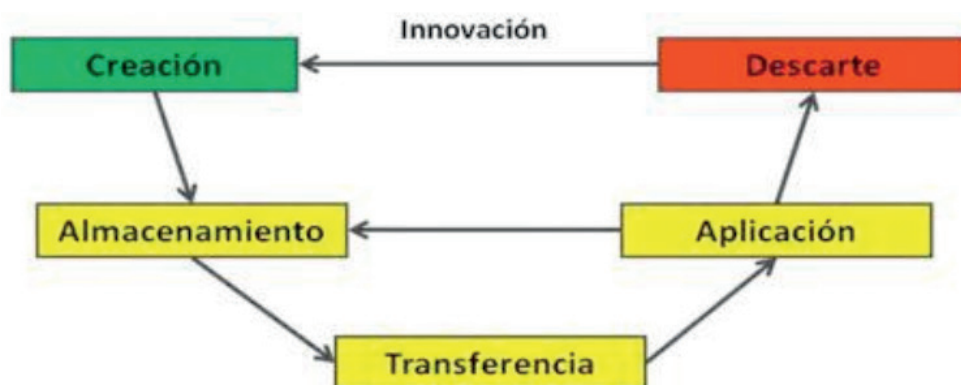 Innovación
Creación
Descarte
Almacenamiento
Aplicación
Transferencia